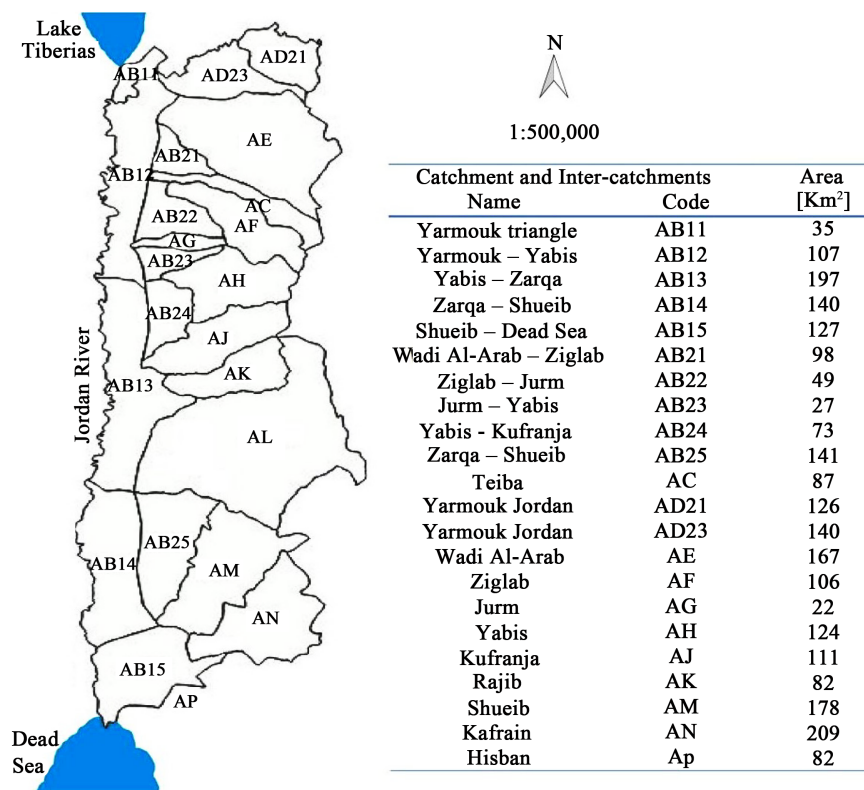 Lake
Tiberias
AB11
AD23
AD21
AE
AB21
AB12
AC
AB22
AF
AG
AB23
AH
AB24
AJ
AK
AB13
Jordan River
AL
AB25
AB14
AM
AN
AB15
AP
Dead
Sea
N
1:500,000
Catchment and Inter-catchments Area
Name Code [Km²]
Yarmouk triangle AB11 35
Yarmouk – Yabis AB12 107
Yabis – Zarqa AB13 197
Zarqa – Shueib AB14 140
Shueib – Dead Sea AB15 127
Wadi Al-Arab – Ziglab AB21 98
Ziglab – Jurm AB22 49
Jurm – Yabis AB23 27
Yabis - Kufranja AB24 73
Zarqa – Shueib AB25 141
Teiba AC 87
Yarmouk Jordan AD21 126
Yarmouk Jordan AD23 140
Wadi Al-Arab AE 167
Ziglab AF 106
Jurm AG 22
Yabis AH 124
Kufranja AJ 111
Rajib AK 82
Shueib AM 178
Kafrain AN 209
Hisban Ap 82